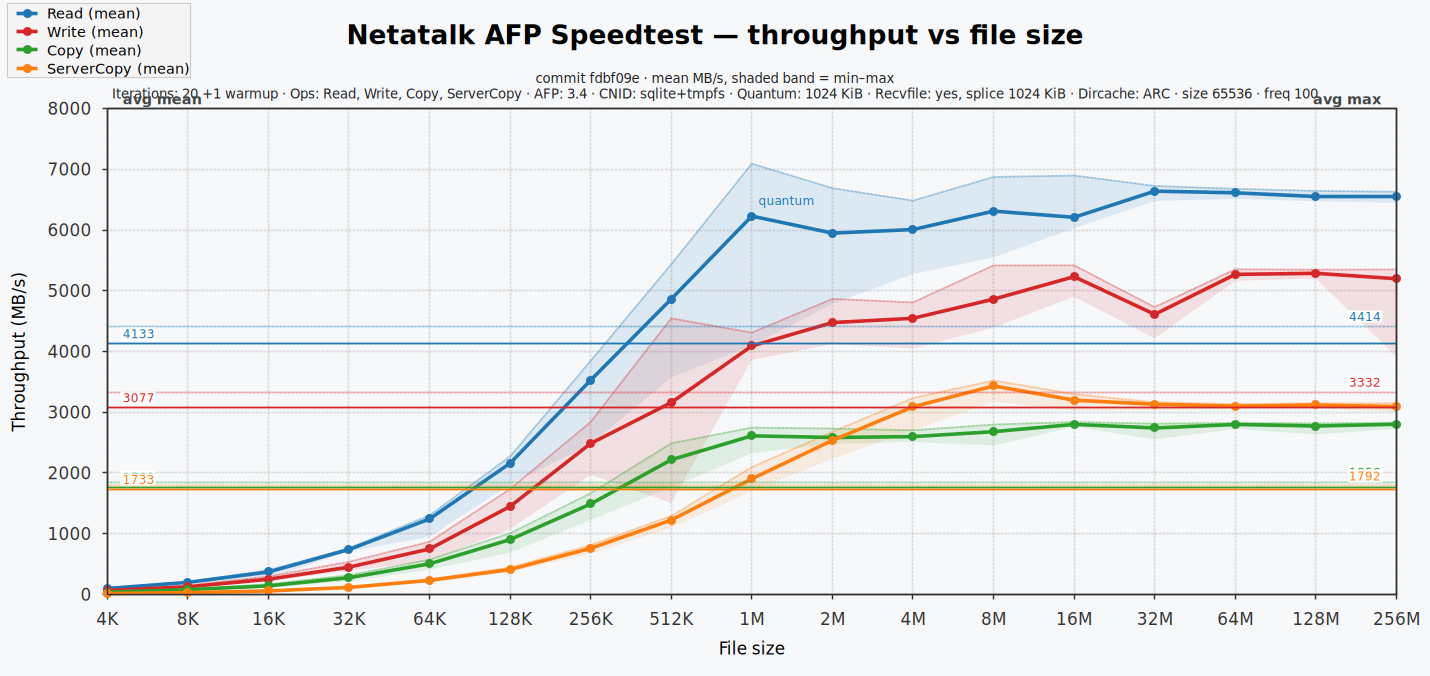 Read (mean)
Write (mean)
Copy (mean)
ServerCopy (mean)
Netatalk AFP Speedtest — throughput vs file size
commit fdbf09e · mean MB/s, shaded band = min–max
Iterations: 20 +1 warmup · Ops: Read, Write, Copy, ServerCopy · AFP: 3.4 · CNID: sqlite+tmpfs · Quantum: 1024 KiB · Recvfile: yes, splice 1024 KiB · Dircache: ARC · size 65536 · freq 100
avg mean
avg max
8000
7000
6000
5000
4000
3000
2000
1000
0
Throughput (MB/s)
quantum
4133
4414
3077
3332
1733
1792
4K 8K 16K 32K 64K 128K 256K 512K 1M 2M 4M 8M 16M 32M 64M 128M 256M
File size